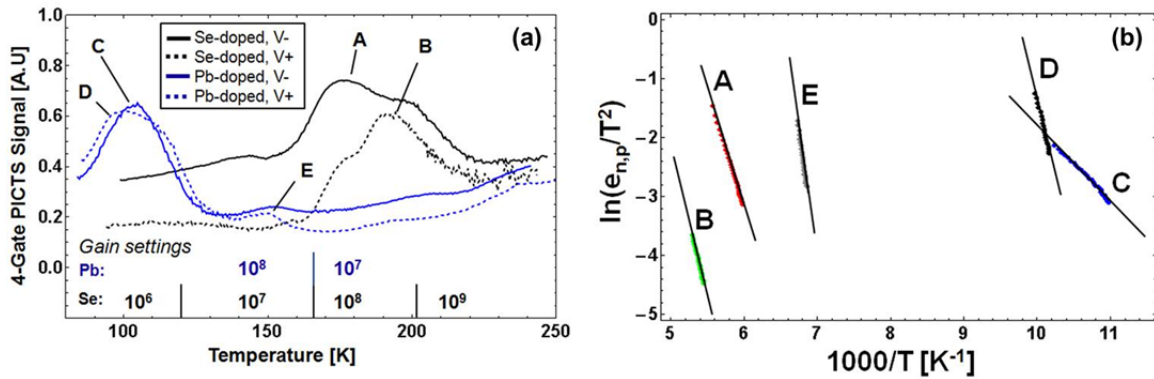 4-Gate PICTS Signal [A.U]
1.0
0.8
0.6
0.4
0.2
0.0
(a)
Se-doped, V-
Se-doped, V+
Pb-doped, V-
Pb-doped, V+
A
B
C
D
E
Gain settings
Pb: 10⁸ 10⁷
Se: 10⁶ 10⁷ 10⁸ 10⁹
100 150 200 250
Temperature [K]
ln(eₙ,ₚ/T²)
0
−1
−2
−3
−4
−5
(b)
A
E
D
B
C
5 6 7 8 9 10 11
1000/T [K⁻¹]